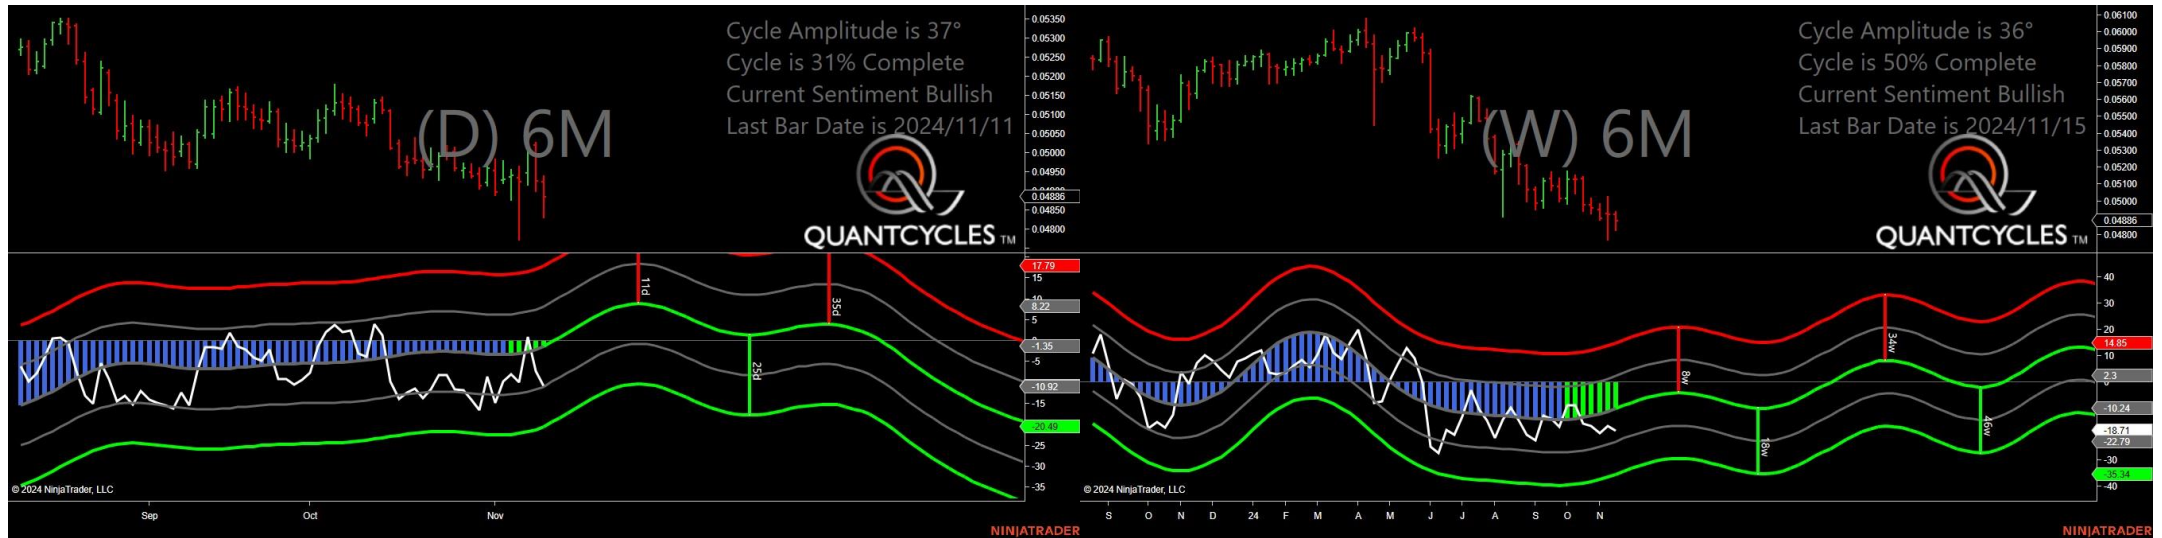 Cycle Amplitude is 37°
Cycle is 31% Complete
Current Sentiment Bullish
Last Bar Date is 2024/11/11
(D) 6M
QUANTCYCLES TM
0.05350
0.05300
0.05250
0.05200
0.05150
0.05100
0.05050
0.05000
0.04950
0.04886
0.04850
0.04800
17.79
15
10
8.22
5
-1.35
-5
-10.92
-15
-20.49
-25
-30
-35
11d
25d
35d
© 2024 NinjaTrader, LLC
Sep
Oct
Nov
NINJATRADER
Cycle Amplitude is 36°
Cycle is 50% Complete
Current Sentiment Bullish
Last Bar Date is 2024/11/15
(W) 6M
QUANTCYCLES TM
0.06100
0.06000
0.05900
0.05800
0.05700
0.05600
0.05500
0.05400
0.05300
0.05200
0.05100
0.05000
0.04886
0.04800
40
30
20
14.85
10
2.3
0
-10.24
-18.71
-22.79
-30
-35.34
-40
8w
18w
34w
46w
© 2024 NinjaTrader, LLC
S O N D 24 F M A M J J A S O N
NINJATRADER